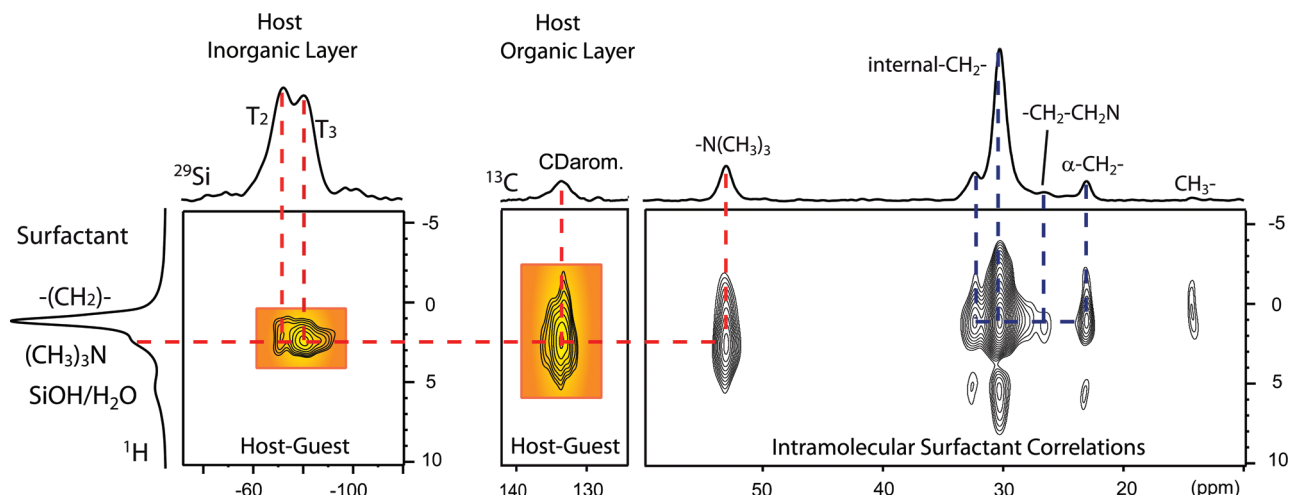 Host
Inorganic Layer
Host
Organic Layer
internal-CH2-
-CH2-CH2N
T2
T3
29Si
13C
CDarom.
-N(CH3)3
α-CH2-
CH3-
Surfactant
-(CH2)-
(CH3)3N
SiOH/H2O
1H
-5
0
5
10
-5
0
5
10
Host-Guest
Host-Guest
Intramolecular Surfactant Correlations
-60
-100
140
130
50
40
30
20
(ppm)